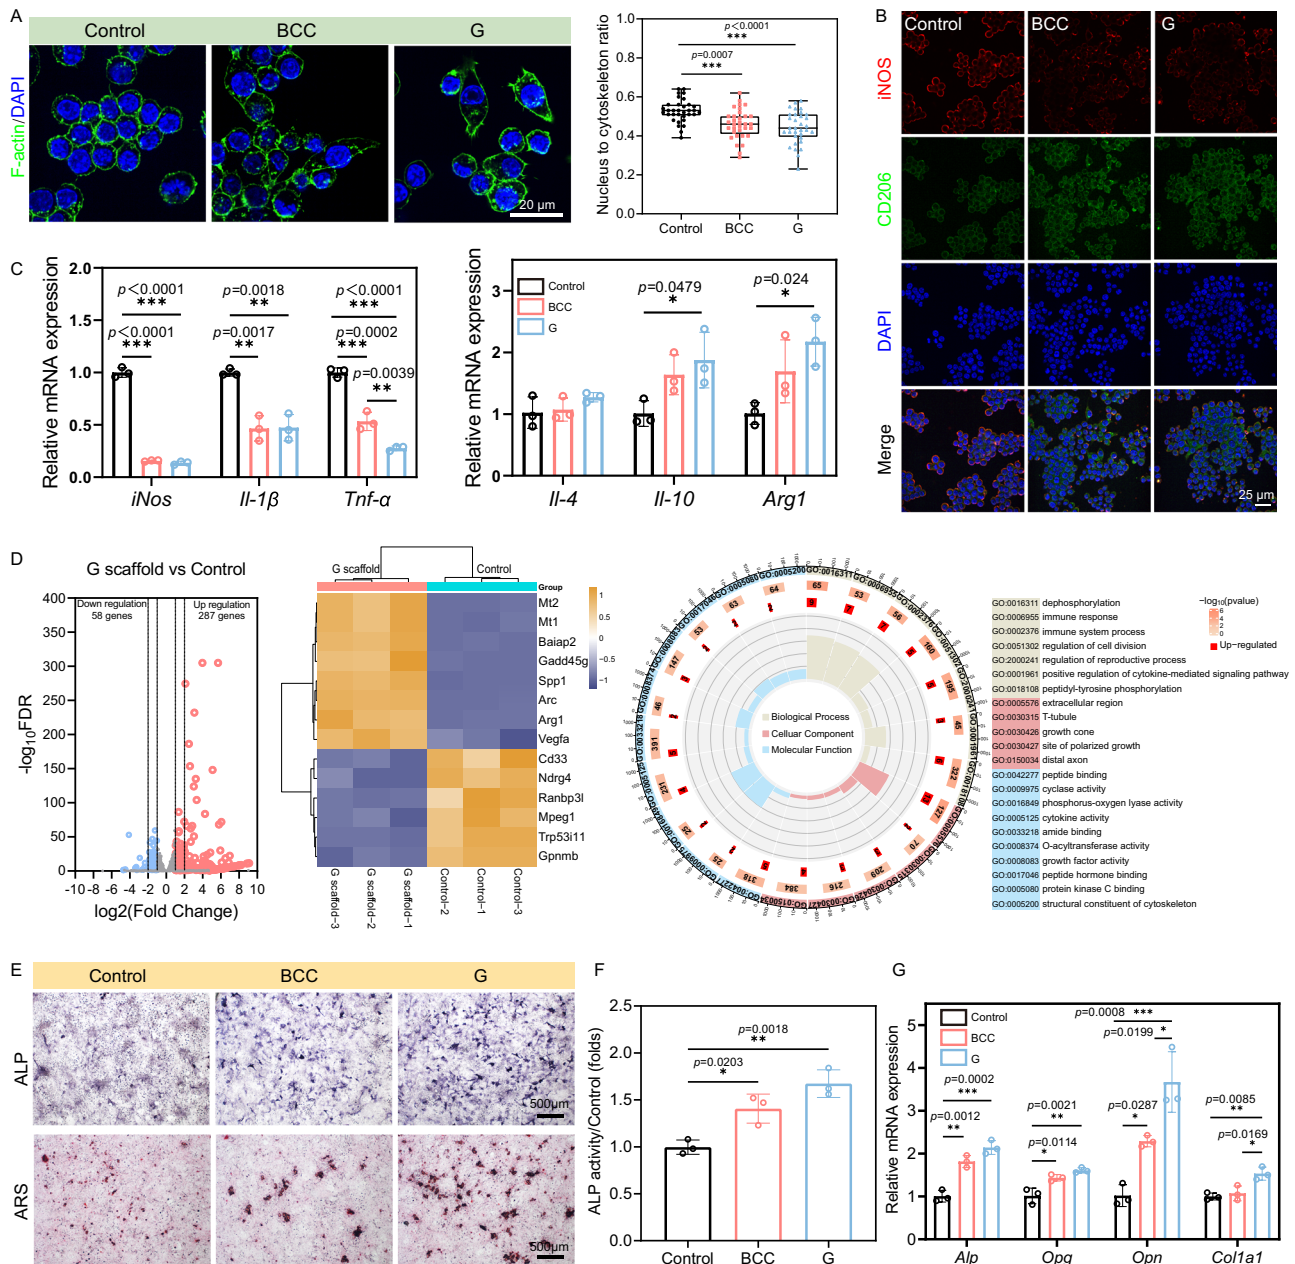 A
Control
BCC
G
F-actin/DAPI
20 µm
Nucleus to cytoskeleton ratio
1.0
0.8
0.6
0.4
0.2
0.0
p<0.0001
***
p=0.0007
***
Control
BCC
G
B
Control
BCC
G
iNOS
CD206
DAPI
Merge
25 µm
C
Relative mRNA expression
2.0
1.5
1.0
0.5
0.0
p<0.0001
***
p<0.0001
***
p=0.0018
**
p=0.0017
**
p<0.0001
***
p=0.0002
***
p=0.0039
**
iNos
Il-1β
Tnf-α
Relative mRNA expression
3
2
1
0
Control
BCC
G
p=0.0479
*
p=0.024
*
Il-4
Il-10
Arg1
D
G scaffold vs Control
Down regulation
58 genes
Up regulation
287 genes
-log10FDR
400
350
300
250
200
150
100
50
0
-10 -8 -6 -4 -2 0 2 4 6 8 10
log2(Fold Change)
G scaffold
Control
Group
Mt2
Mt1
Baiap2
Gadd45g
Spp1
Arc
Arg1
Vegfa
Cd33
Ndrg4
Ranbp3l
Mpeg1
Trp53i11
Gpnmb
1
0.5
0
−0.5
−1
G scaffold−3
G scaffold−2
G scaffold−1
Control−2
Control−1
Control−3
Biological Process
Celluar Component
Molecular Function
GO:0016311 dephosphorylation
GO:0006955 immune response
GO:0002376 immune system process
GO:0051302 regulation of cell division
GO:2000241 regulation of reproductive process
GO:0001961 positive regulation of cytokine-mediated signaling pathway
GO:0018108 peptidyl-tyrosine phosphorylation
GO:0005576 extracellular region
GO:0030315 T-tubule
GO:0030426 growth cone
GO:0030427 site of polarized growth
GO:0150034 distal axon
GO:0042277 peptide binding
GO:0009975 cyclase activity
GO:0016849 phosphorus-oxygen lyase activity
GO:0005125 cytokine activity
GO:0033218 amide binding
GO:0008374 O-acyltransferase activity
GO:0008083 growth factor activity
GO:0017046 peptide hormone binding
GO:0005080 protein kinase C binding
GO:0005200 structural constituent of cytoskeleton
−log10(pvalue)
6
4
2
0
Up−regulated
E
Control
BCC
G
ALP
500µm
ARS
500µm
F
ALP activity/Control (folds)
2.5
2.0
1.5
1.0
0.5
0.0
p=0.0018
**
p=0.0203
*
Control
BCC
G
G
Relative mRNA expression
5
4
3
2
1
0
Control
BCC
G
p=0.0002
***
p=0.0012
**
p=0.0021
**
p=0.0114
*
p=0.0008
***
p=0.0199
*
p=0.0287
*
p=0.0085
**
p=0.0169
*
Alp
Opg
Opn
Col1a1